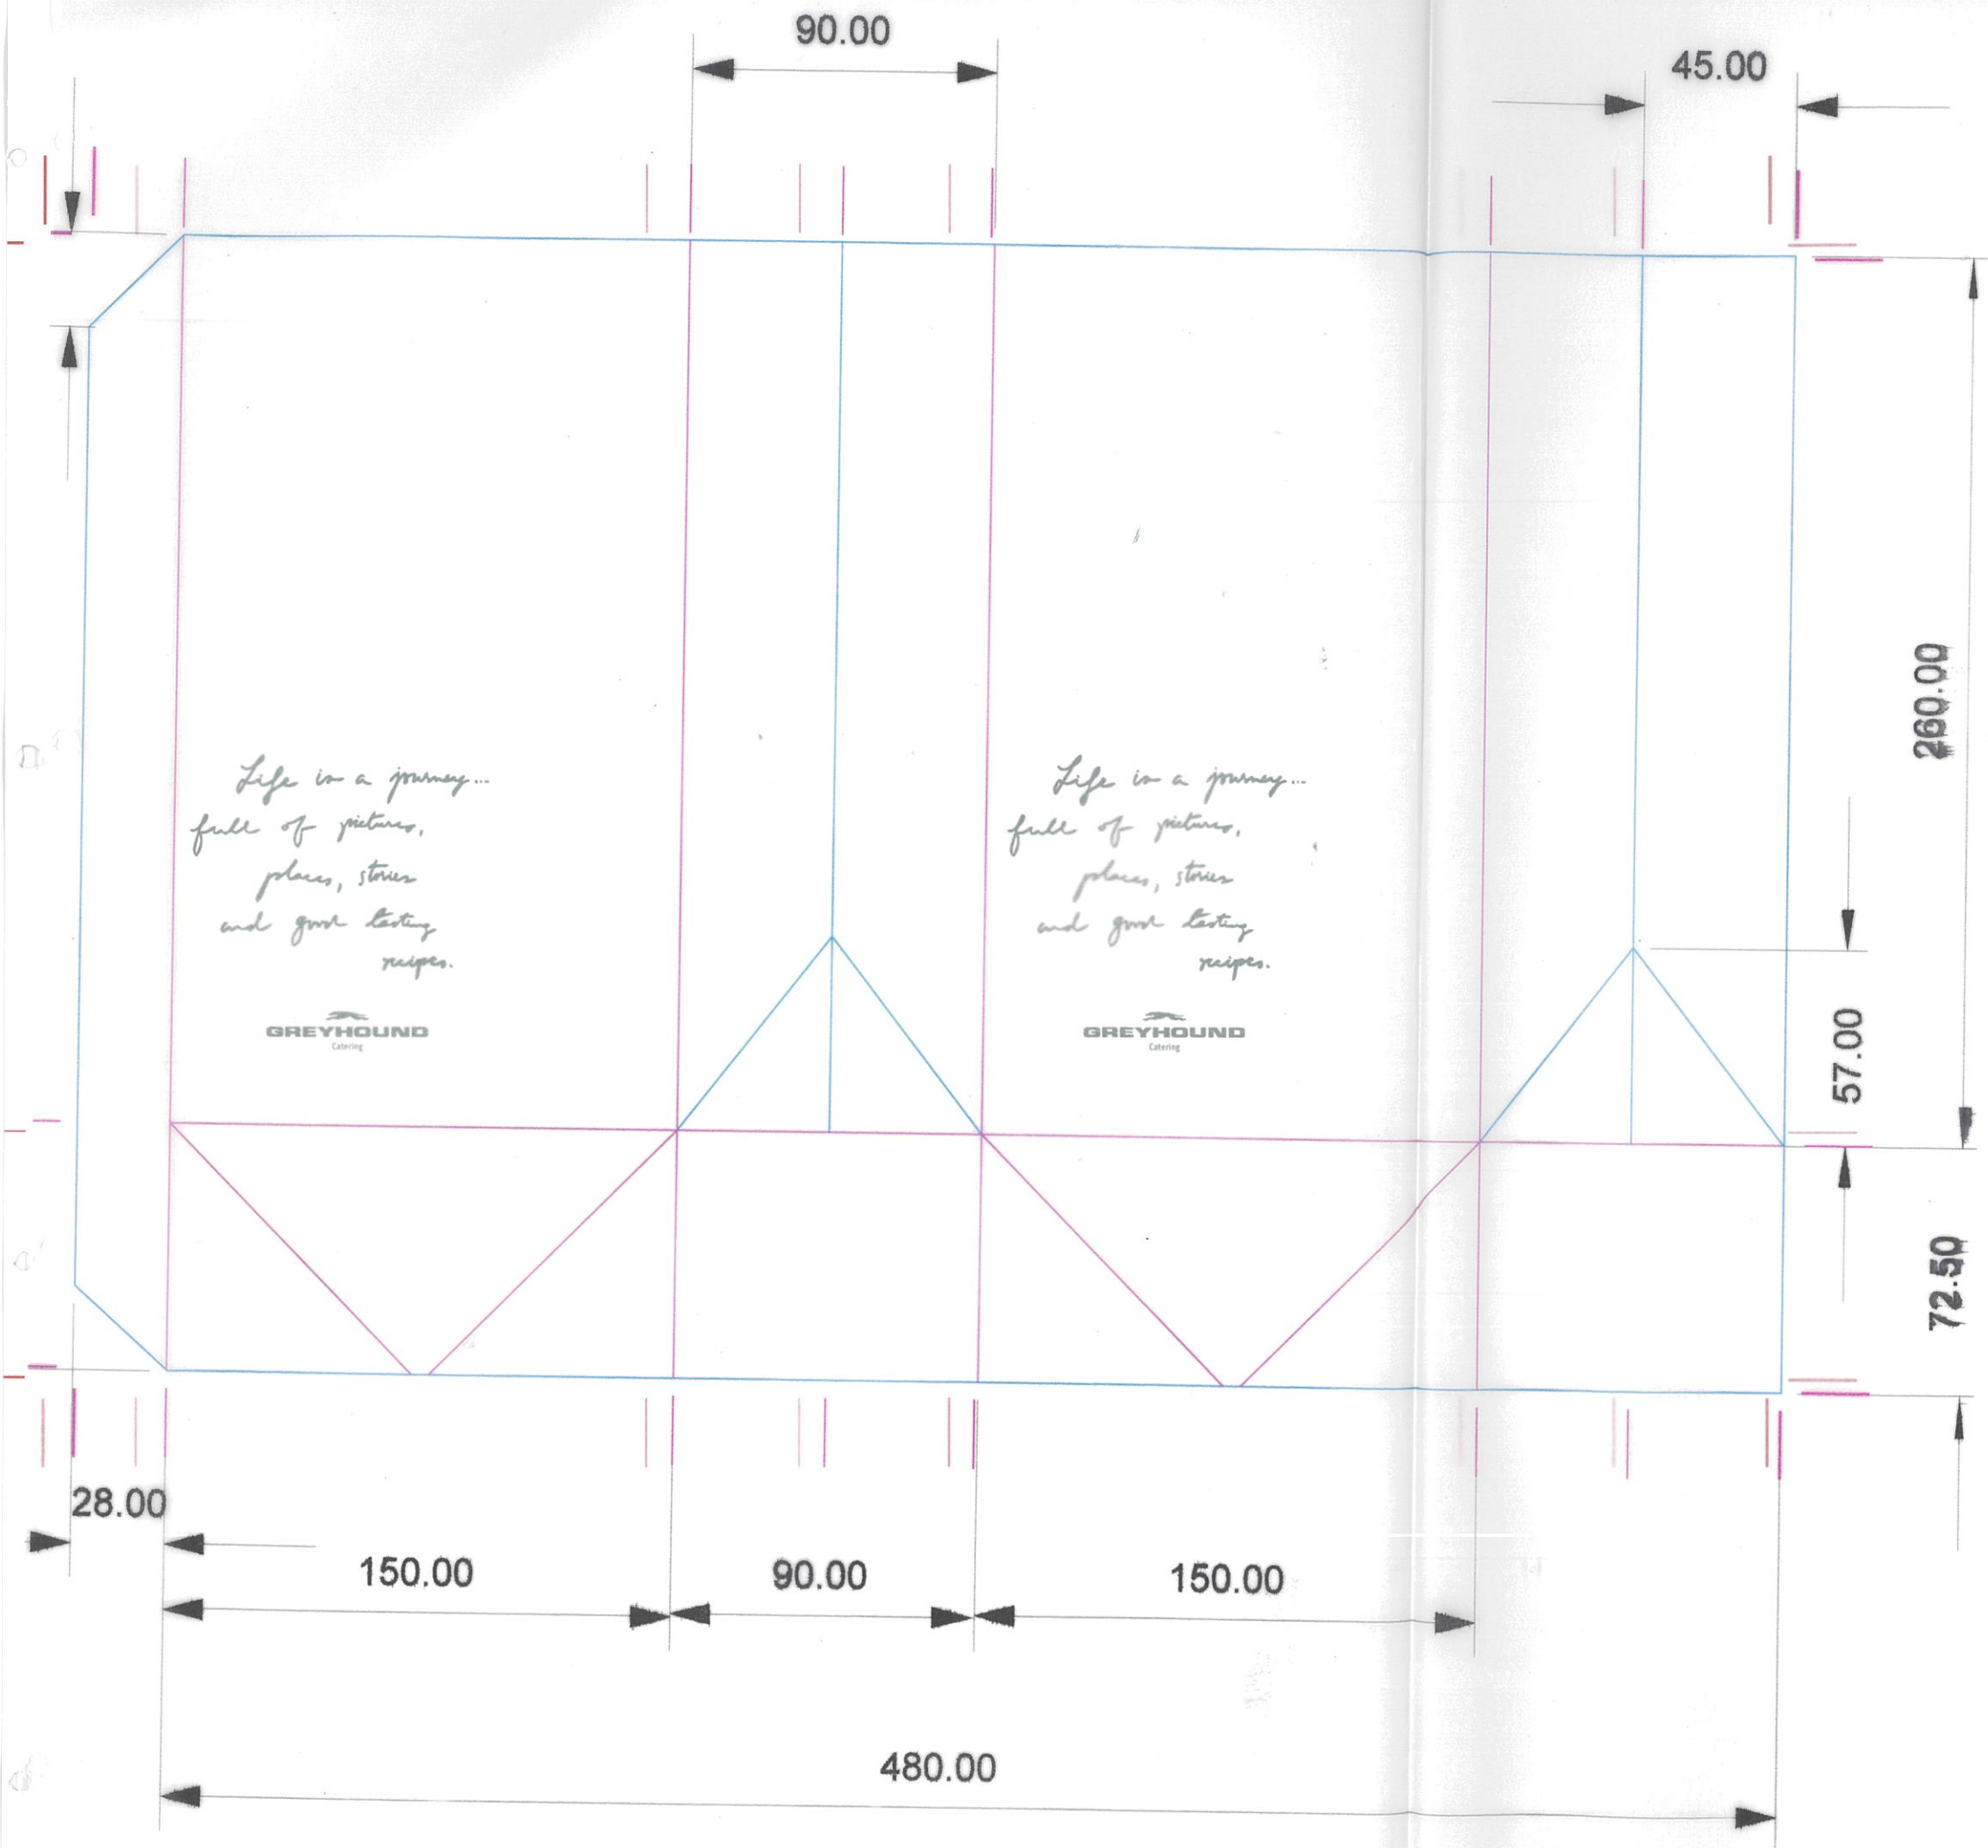 90.00
45.00
260.00
Life is a journey...
full of pictures,
places, stories
and good tasting
recipes.
GREYHOUND
Catering
Life is a journey...
full of pictures,
places, stories
and good tasting
recipes.
GREYHOUND
Catering
57.00
72.50
28.00
150.00
90.00
150.00
480.00